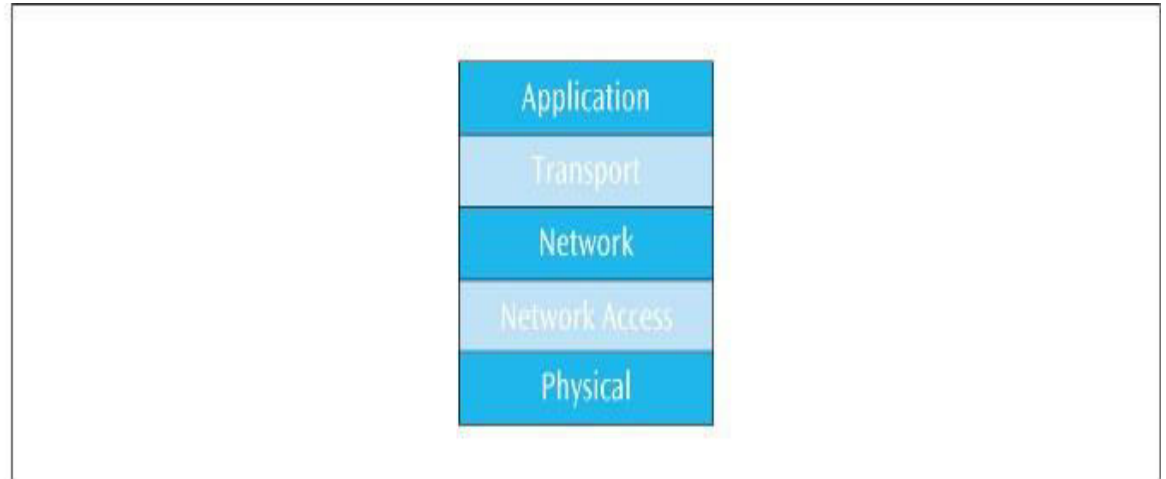 Application
Transport
Network
Network Access
Physical